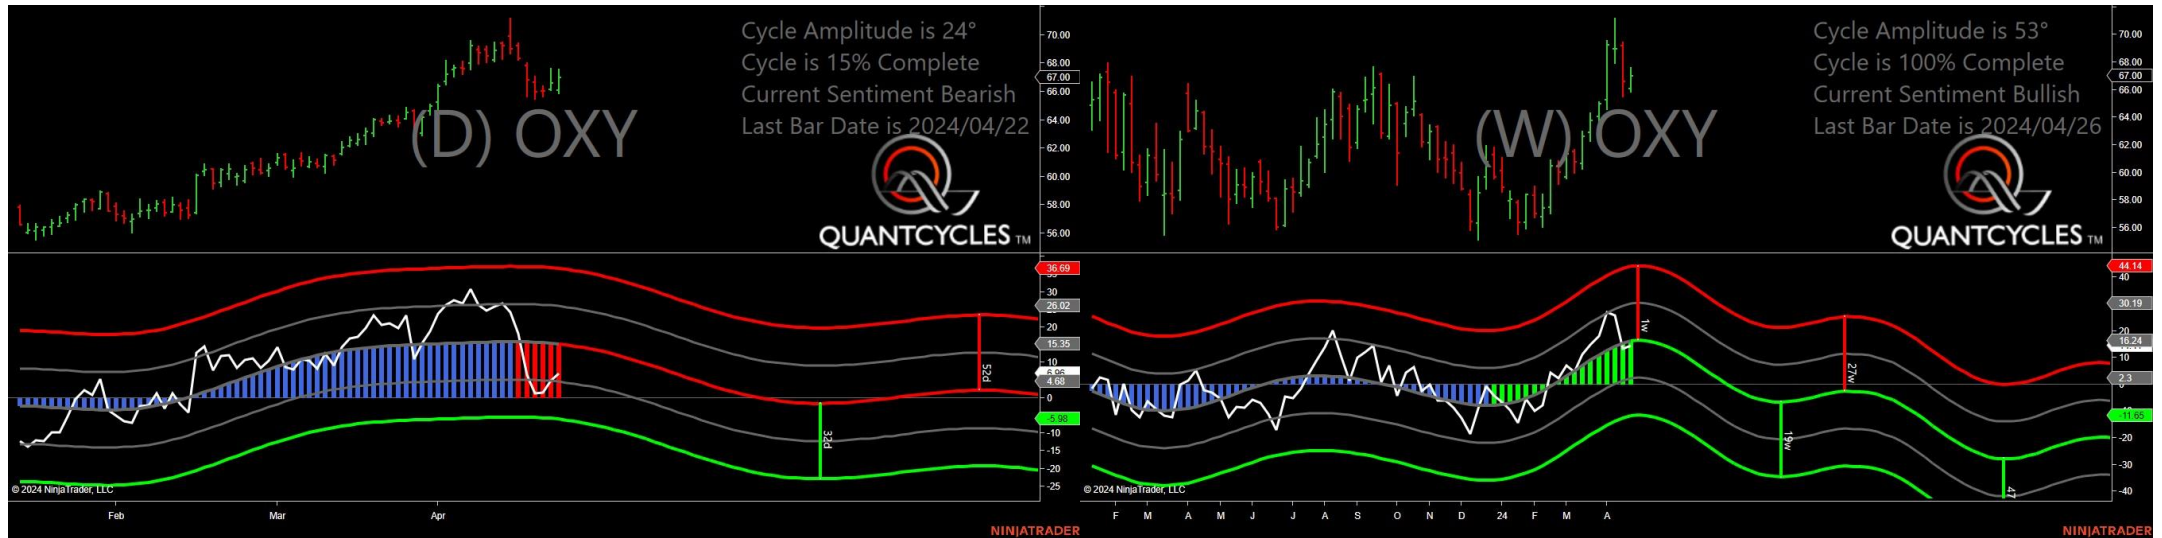 Cycle Amplitude is 24°
Cycle is 15% Complete
Current Sentiment Bearish
Last Bar Date is 2024/04/22
(D) OXY
QUANTCYCLES TM
70.00
68.00
67.00
66.00
64.00
62.00
60.00
58.00
56.00
36.69
30
26.02
20
15.35
10
4.68
0
-5.98
-10
-15
-20
-25
52d
32d
© 2024 NinjaTrader, LLC
Feb Mar Apr
NINJATRADER
Cycle Amplitude is 53°
Cycle is 100% Complete
Current Sentiment Bullish
Last Bar Date is 2024/04/26
(W) OXY
QUANTCYCLES TM
70.00
68.00
67.00
66.00
64.00
62.00
60.00
58.00
56.00
44.14
40
30.19
20
16.24
10
2.3
-11.65
-20
-30
-40
1w
27w
19w
47
© 2024 NinjaTrader, LLC
F M A M J J A S O N D 24 F M A
NINJATRADER